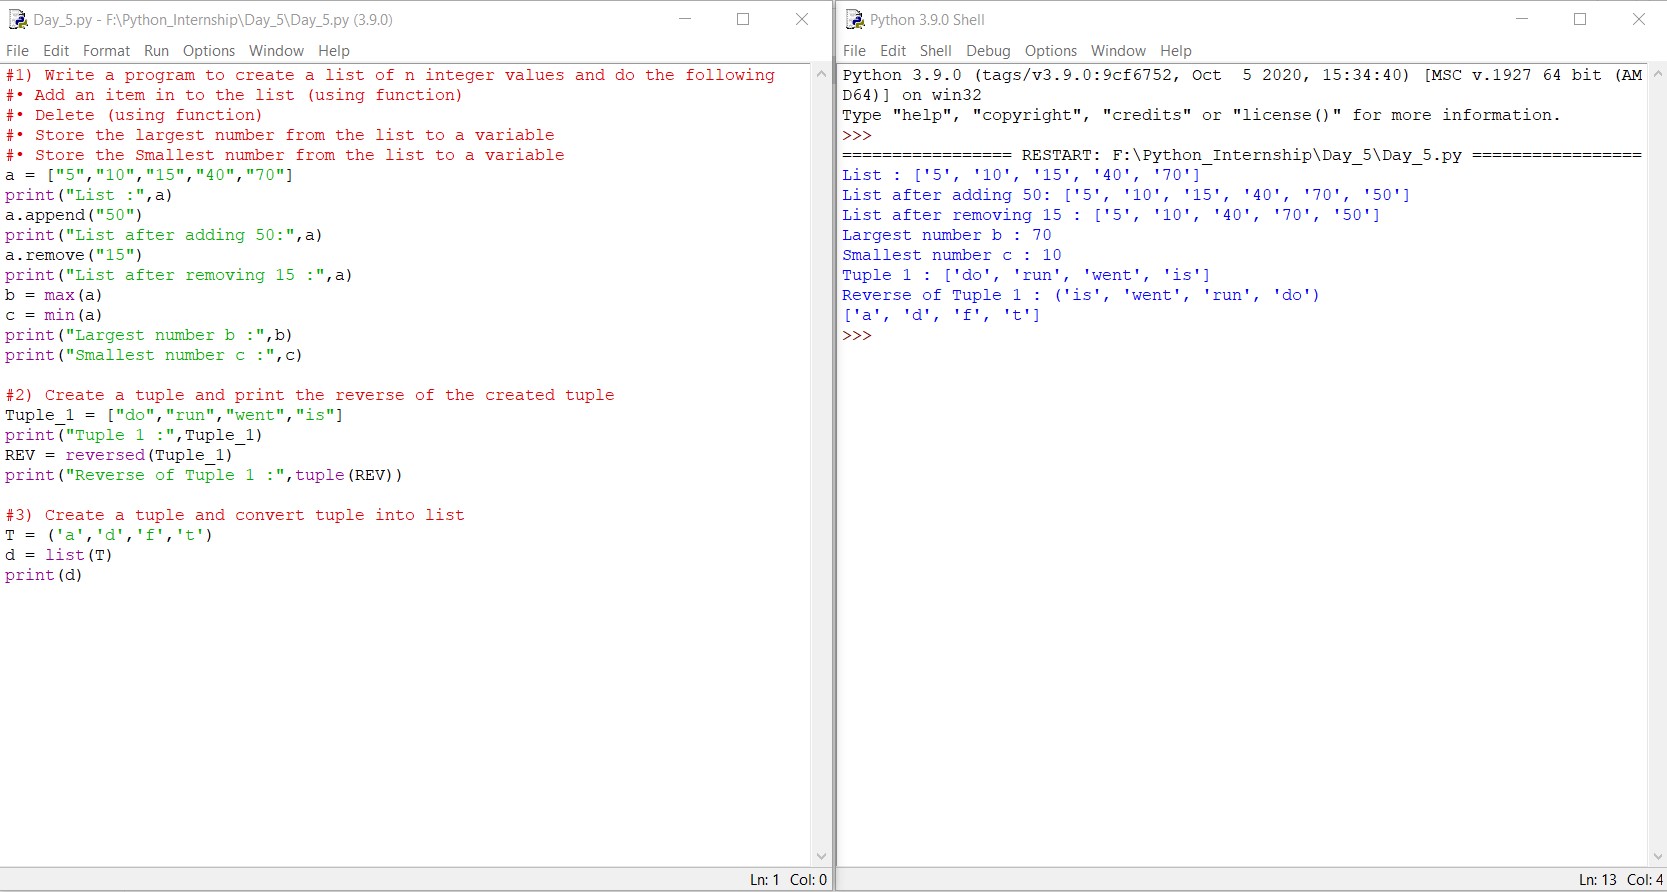 Day_5.py - F:\Python_Internship\Day_5\Day_5.py (3.9.0)
File Edit Format Run Options Window Help
#1) Write a program to create a list of n integer values and do the following
#• Add an item in to the list (using function)
#• Delete (using function)
#• Store the largest number from the list to a variable
#• Store the Smallest number from the list to a variable
a = ["5","10","15","40","70"]
print("List :",a)
a.append("50")
print("List after adding 50:",a)
a.remove("15")
print("List after removing 15 :",a)
b = max(a)
c = min(a)
print("Largest number b :",b)
print("Smallest number c :",c)
#2) Create a tuple and print the reverse of the created tuple
Tuple_1 = ["do","run","went","is"]
print("Tuple 1 :",Tuple_1)
REV = reversed(Tuple_1)
print("Reverse of Tuple 1 :",tuple(REV))
#3) Create a tuple and convert tuple into list
T = ('a','d','f','t')
d = list(T)
print(d)
Ln: 1 Col: 0
Python 3.9.0 Shell
File Edit Shell Debug Options Window Help
Python 3.9.0 (tags/v3.9.0:9cf6752, Oct  5 2020, 15:34:40) [MSC v.1927 64 bit (AM
D64)] on win32
Type "help", "copyright", "credits" or "license()" for more information.
>>>
================= RESTART: F:\Python_Internship\Day_5\Day_5.py =================
List : ['5', '10', '15', '40', '70']
List after adding 50: ['5', '10', '15', '40', '70', '50']
List after removing 15 : ['5', '10', '40', '70', '50']
Largest number b : 70
Smallest number c : 10
Tuple 1 : ['do', 'run', 'went', 'is']
Reverse of Tuple 1 : ('is', 'went', 'run', 'do')
['a', 'd', 'f', 't']
>>>
Ln: 13 Col: 4